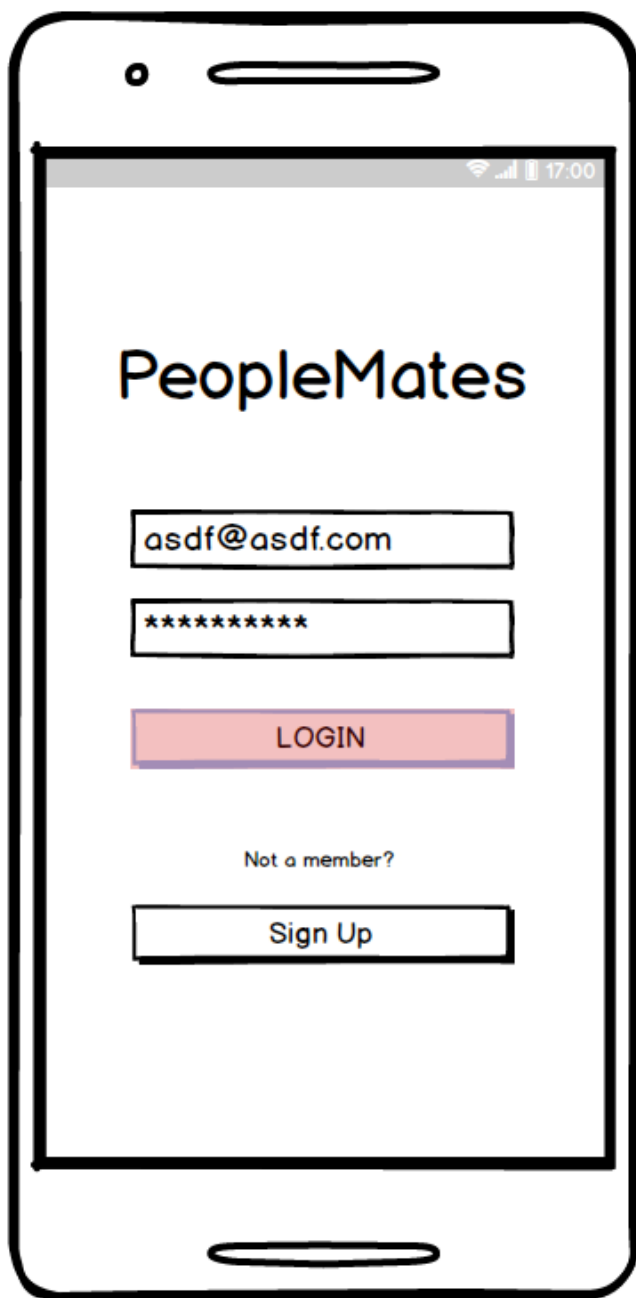 17:00
PeopleMates
asdf@asdf.com
**********
LOGIN
Not a member?
Sign Up